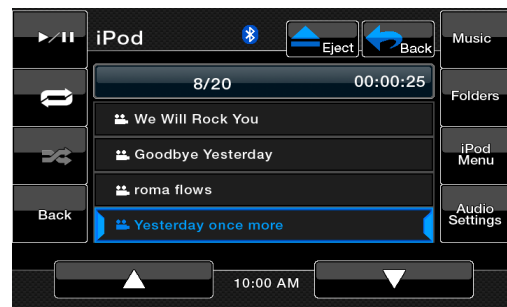 iPod
Eject
Back
Music
8/20
00:00:25
Folders
We Will Rock You
Goodbye Yesterday
iPod
Menu
roma flows
Back
Yesterday once more
Audio
Settings
10:00 AM